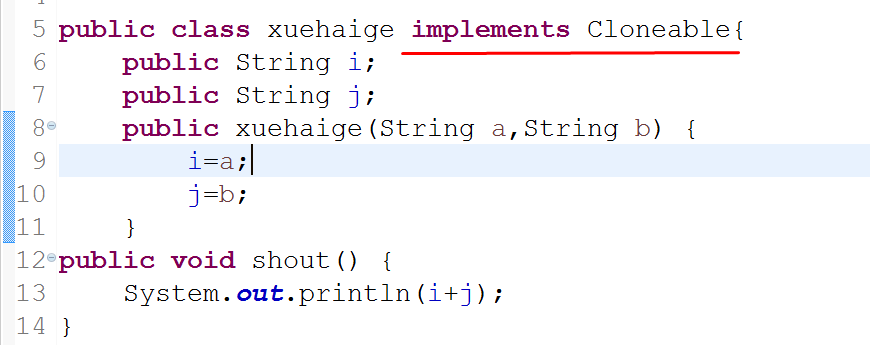 5 public class xuehaige implements Cloneable{
6 public String i;
7 public String j;
8 public xuehaige(String a,String b) {
9 i=a;
10 j=b;
11 }
12 public void shout() {
13 System.out.println(i+j);
14 }